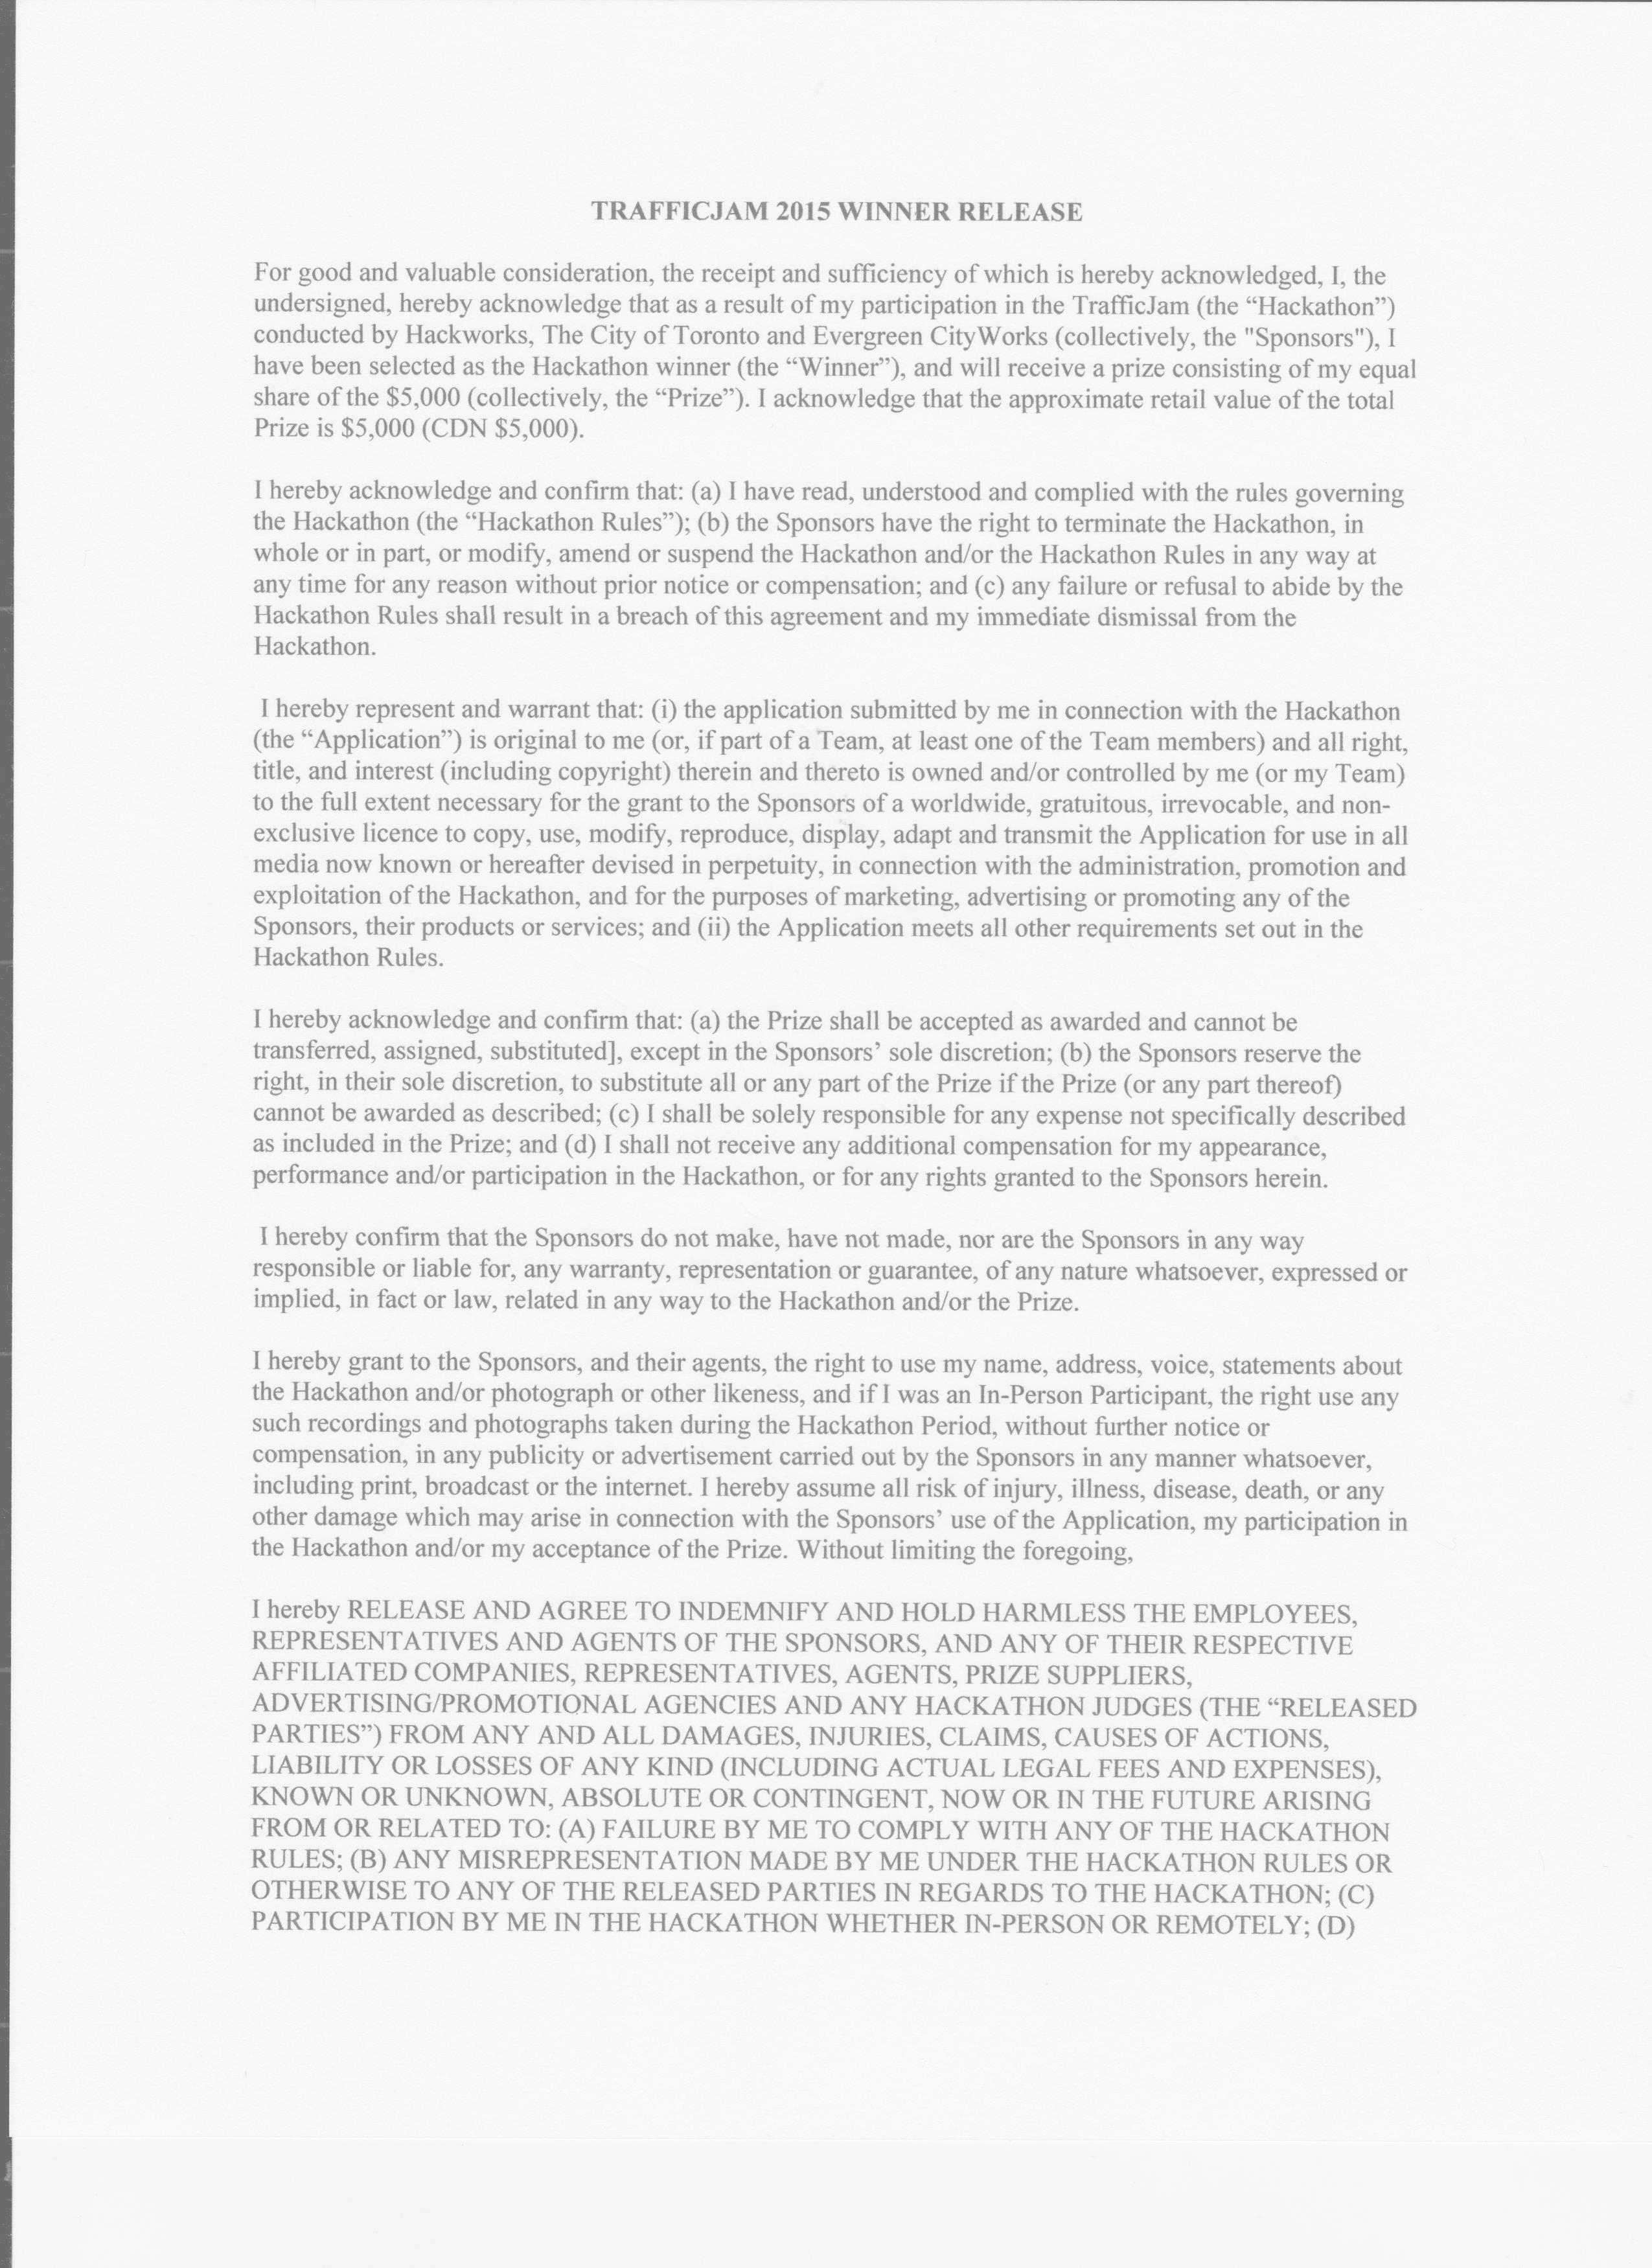 TRAFFICJAM 2015 WINNER RELEASE
For good and valuable consideration, the receipt and sufficiency of which is hereby acknowledged, I, the
undersigned, hereby acknowledge that as a result of my participation in the TrafficJam (the “Hackathon”)
conducted by Hackworks, The City of Toronto and Evergreen CityWorks (collectively, the "Sponsors"), I
have been selected as the Hackathon winner (the “Winner”), and will receive a prize consisting of my equal
share of the $5,000 (collectively, the “Prize”). I acknowledge that the approximate retail value of the total
Prize is $5,000 (CDN $5,000).
I hereby acknowledge and confirm that: (a) I have read, understood and complied with the rules governing
the Hackathon (the “Hackathon Rules”); (b) the Sponsors have the right to terminate the Hackathon, in
whole or in part, or modify, amend or suspend the Hackathon and/or the Hackathon Rules in any way at
any time for any reason without prior notice or compensation; and (c) any failure or refusal to abide by the
Hackathon Rules shall result in a breach of this agreement and my immediate dismissal from the
Hackathon.
I hereby represent and warrant that: (i) the application submitted by me in connection with the Hackathon
(the “Application”) is original to me (or, if part of a Team, at least one of the Team members) and all right,
title, and interest (including copyright) therein and thereto is owned and/or controlled by me (or my Team)
to the full extent necessary for the grant to the Sponsors of a worldwide, gratuitous, irrevocable, and non-
exclusive licence to copy, use, modify, reproduce, display, adapt and transmit the Application for use in all
media now known or hereafter devised in perpetuity, in connection with the administration, promotion and
exploitation of the Hackathon, and for the purposes of marketing, advertising or promoting any of the
Sponsors, their products or services; and (ii) the Application meets all other requirements set out in the
Hackathon Rules.
I hereby acknowledge and confirm that: (a) the Prize shall be accepted as awarded and cannot be
transferred, assigned, substituted], except in the Sponsors’ sole discretion; (b) the Sponsors reserve the
right, in their sole discretion, to substitute all or any part of the Prize if the Prize (or any part thereof)
cannot be awarded as described; (c) I shall be solely responsible for any expense not specifically described
as included in the Prize; and (d) I shall not receive any additional compensation for my appearance,
performance and/or participation in the Hackathon, or for any rights granted to the Sponsors herein.
I hereby confirm that the Sponsors do not make, have not made, nor are the Sponsors in any way
responsible or liable for, any warranty, representation or guarantee, of any nature whatsoever, expressed or
implied, in fact or law, related in any way to the Hackathon and/or the Prize.
I hereby grant to the Sponsors, and their agents, the right to use my name, address, voice, statements about
the Hackathon and/or photograph or other likeness, and if I was an In-Person Participant, the right use any
such recordings and photographs taken during the Hackathon Period, without further notice or
compensation, in any publicity or advertisement carried out by the Sponsors in any manner whatsoever,
including print, broadcast or the internet. I hereby assume all risk of injury, illness, disease, death, or any
other damage which may arise in connection with the Sponsors’ use of the Application, my participation in
the Hackathon and/or my acceptance of the Prize. Without limiting the foregoing,
I hereby RELEASE AND AGREE TO INDEMNIFY AND HOLD HARMLESS THE EMPLOYEES,
REPRESENTATIVES AND AGENTS OF THE SPONSORS, AND ANY OF THEIR RESPECTIVE
AFFILIATED COMPANIES, REPRESENTATIVES, AGENTS, PRIZE SUPPLIERS,
ADVERTISING/PROMOTIONAL AGENCIES AND ANY HACKATHON JUDGES (THE “RELEASED
PARTIES”) FROM ANY AND ALL DAMAGES, INJURIES, CLAIMS, CAUSES OF ACTIONS,
LIABILITY OR LOSSES OF ANY KIND (INCLUDING ACTUAL LEGAL FEES AND EXPENSES),
KNOWN OR UNKNOWN, ABSOLUTE OR CONTINGENT, NOW OR IN THE FUTURE ARISING
FROM OR RELATED TO: (A) FAILURE BY ME TO COMPLY WITH ANY OF THE HACKATHON
RULES; (B) ANY MISREPRESENTATION MADE BY ME UNDER THE HACKATHON RULES OR
OTHERWISE TO ANY OF THE RELEASED PARTIES IN REGARDS TO THE HACKATHON; (C)
PARTICIPATION BY ME IN THE HACKATHON WHETHER IN-PERSON OR REMOTELY; (D)